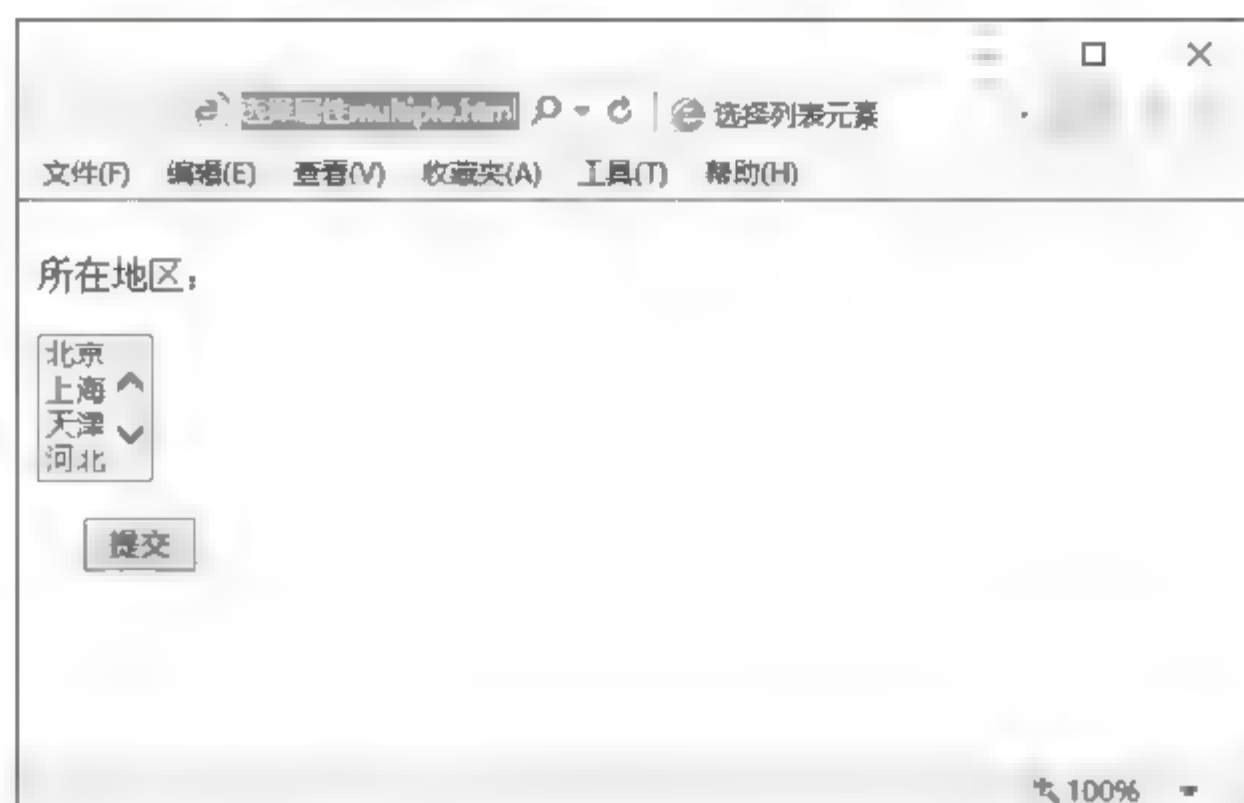 选择属性multiple.html 选择列表元素
文件(F) 编辑(E) 查看(V) 收藏夹(A) 工具(T) 帮助(H)
所在地区：
北京
上海
天津
河北
提交
100%